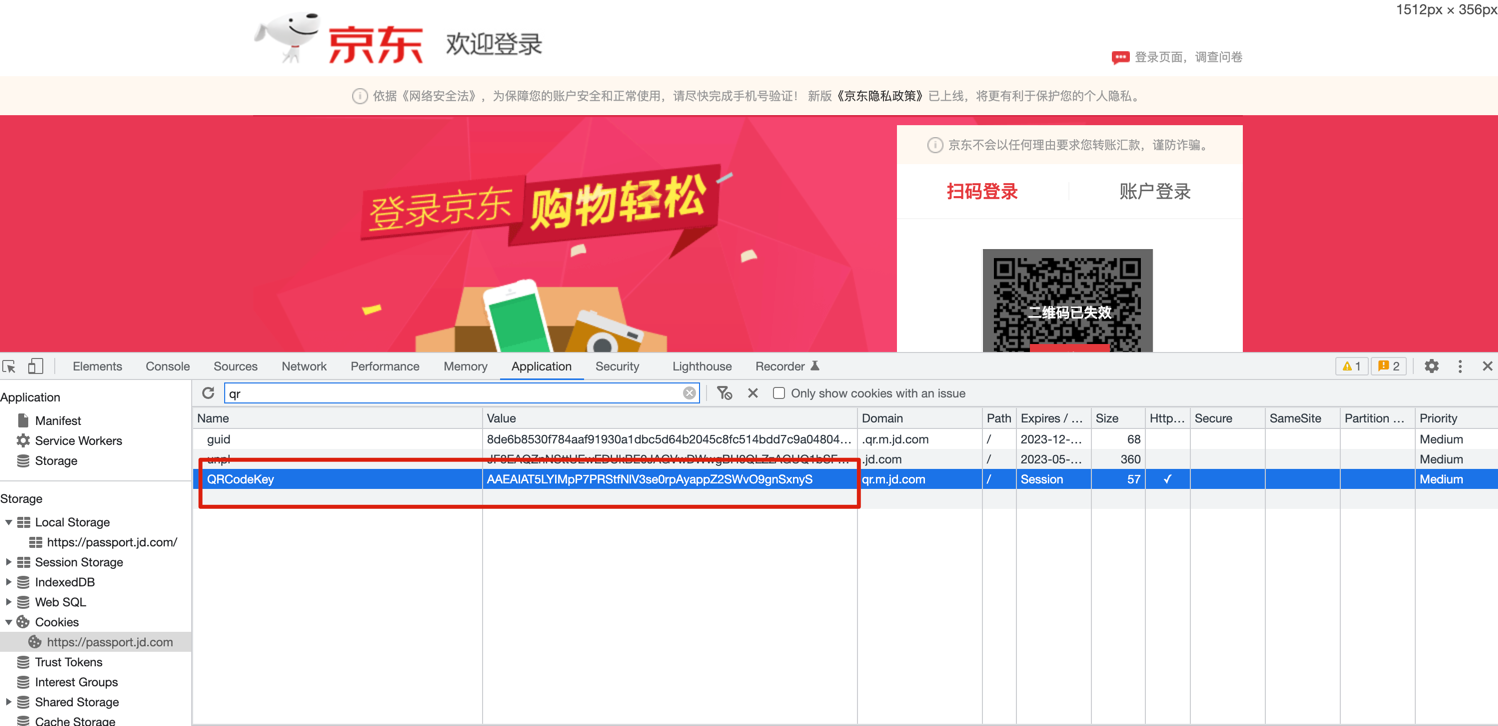 1512px × 356px
京东 欢迎登录
登录页面，调查问卷
依据《网络安全法》，为保障您的账户安全和正常使用，请尽快完成手机号验证！ 新版《京东隐私政策》已上线，将更有利于保护您的个人隐私。
京东不会以任何理由要求您转账汇款，谨防诈骗。
登录京东 购物轻松
扫码登录 账户登录
二维码已失效
Elements Console Sources Network Performance Memory Application Security Lighthouse Recorder 1 2
Application
Manifest
Service Workers
Storage
Storage
Local Storage
https://passport.jd.com/
Session Storage
IndexedDB
Web SQL
Cookies
https://passport.jd.com
Trust Tokens
Interest Groups
Shared Storage
Cache Storage
qr Only show cookies with an issue
Name Value Domain Path Expires / ... Size Http... Secure SameSite Partition ... Priority
guid 8de6b8530f784aaf91930a1dbc5d64b2045c8fc514bdd7c9a04804... .qr.m.jd.com / 2023-12-... 68 Medium
unpl .jd.com / 2023-05-... 360 Medium
QRCodeKey AAEAIAT5LYIMpP7PRStfNlV3se0rpAyappZ2SWvO9gnSxnyS qr.m.jd.com / Session 57 ✓ Medium